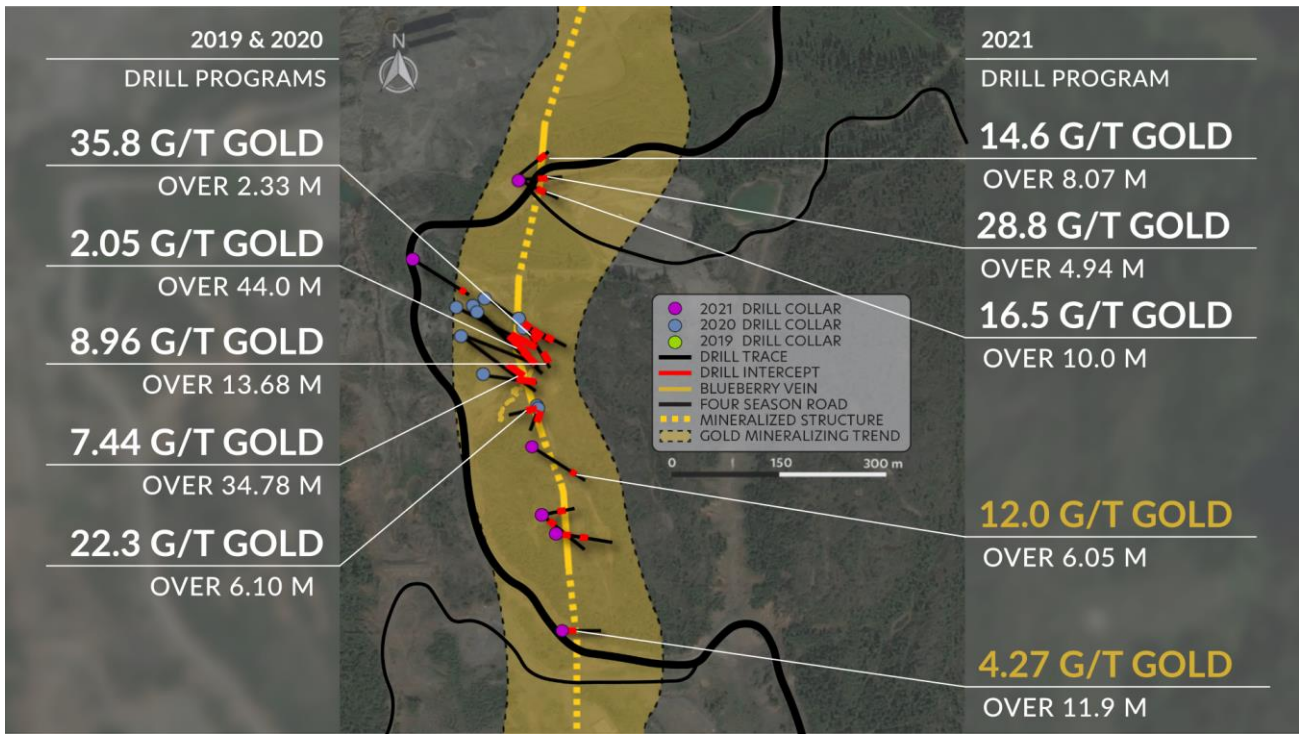 2019 & 2020
DRILL PROGRAMS
35.8 G/T GOLD
OVER 2.33 M
2.05 G/T GOLD
OVER 44.0 M
8.96 G/T GOLD
OVER 13.68 M
7.44 G/T GOLD
OVER 34.78 M
22.3 G/T GOLD
OVER 6.10 M
N
2021 DRILL COLLAR
2020 DRILL COLLAR
2019 DRILL COLLAR
DRILL TRACE
DRILL INTERCEPT
BLUEBERRY VEIN
FOUR SEASON ROAD
MINERALIZED STRUCTURE
GOLD MINERALIZING TREND
0 150 300 m
2021
DRILL PROGRAM
14.6 G/T GOLD
OVER 8.07 M
28.8 G/T GOLD
OVER 4.94 M
16.5 G/T GOLD
OVER 10.0 M
12.0 G/T GOLD
OVER 6.05 M
4.27 G/T GOLD
OVER 11.9 M